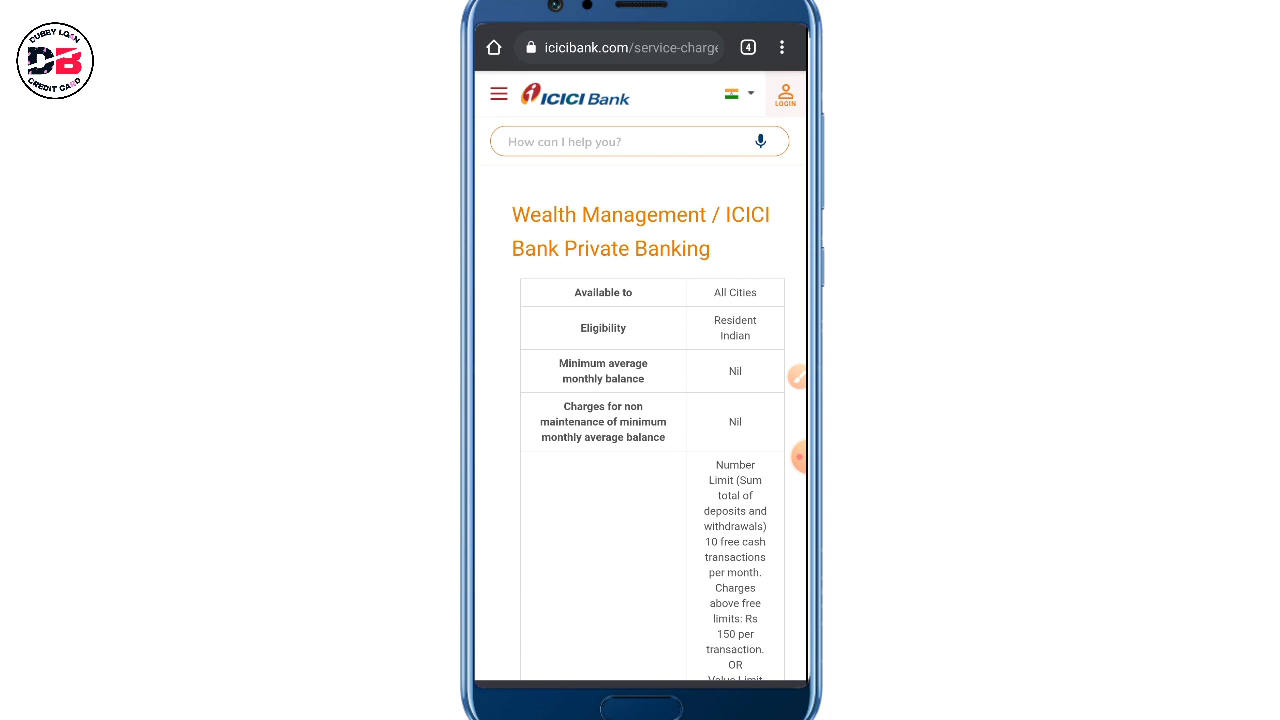 DUBBY LOAN
DB
CREDIT CARD
icicibank.com/service-charge
4
ICICI Bank
LOGIN
How can I help you?
Wealth Management / ICICI
Bank Private Banking
Available to
All Cities
Eligibility
Resident
Indian
Minimum average
monthly balance
Nil
Charges for non
maintenance of minimum
monthly average balance
Nil
Number
Limit (Sum
total of
deposits and
withdrawals)
10 free cash
transactions
per month.
Charges
above free
limits: Rs
150 per
transaction.
OR
Value Limit